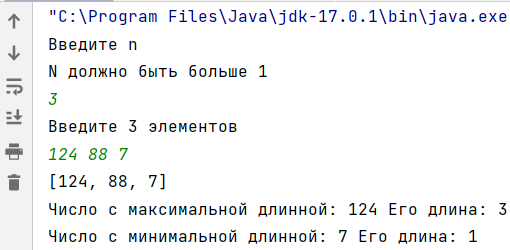 "C:\Program Files\Java\jdk-17.0.1\bin\java.exe
Введите n
N должно быть больше 1
3
Введите 3 элементов
124 88 7
[124, 88, 7]
Число с максимальной длинной: 124 Его длина: 3
Число с минимальной длинной: 7 Его длина: 1